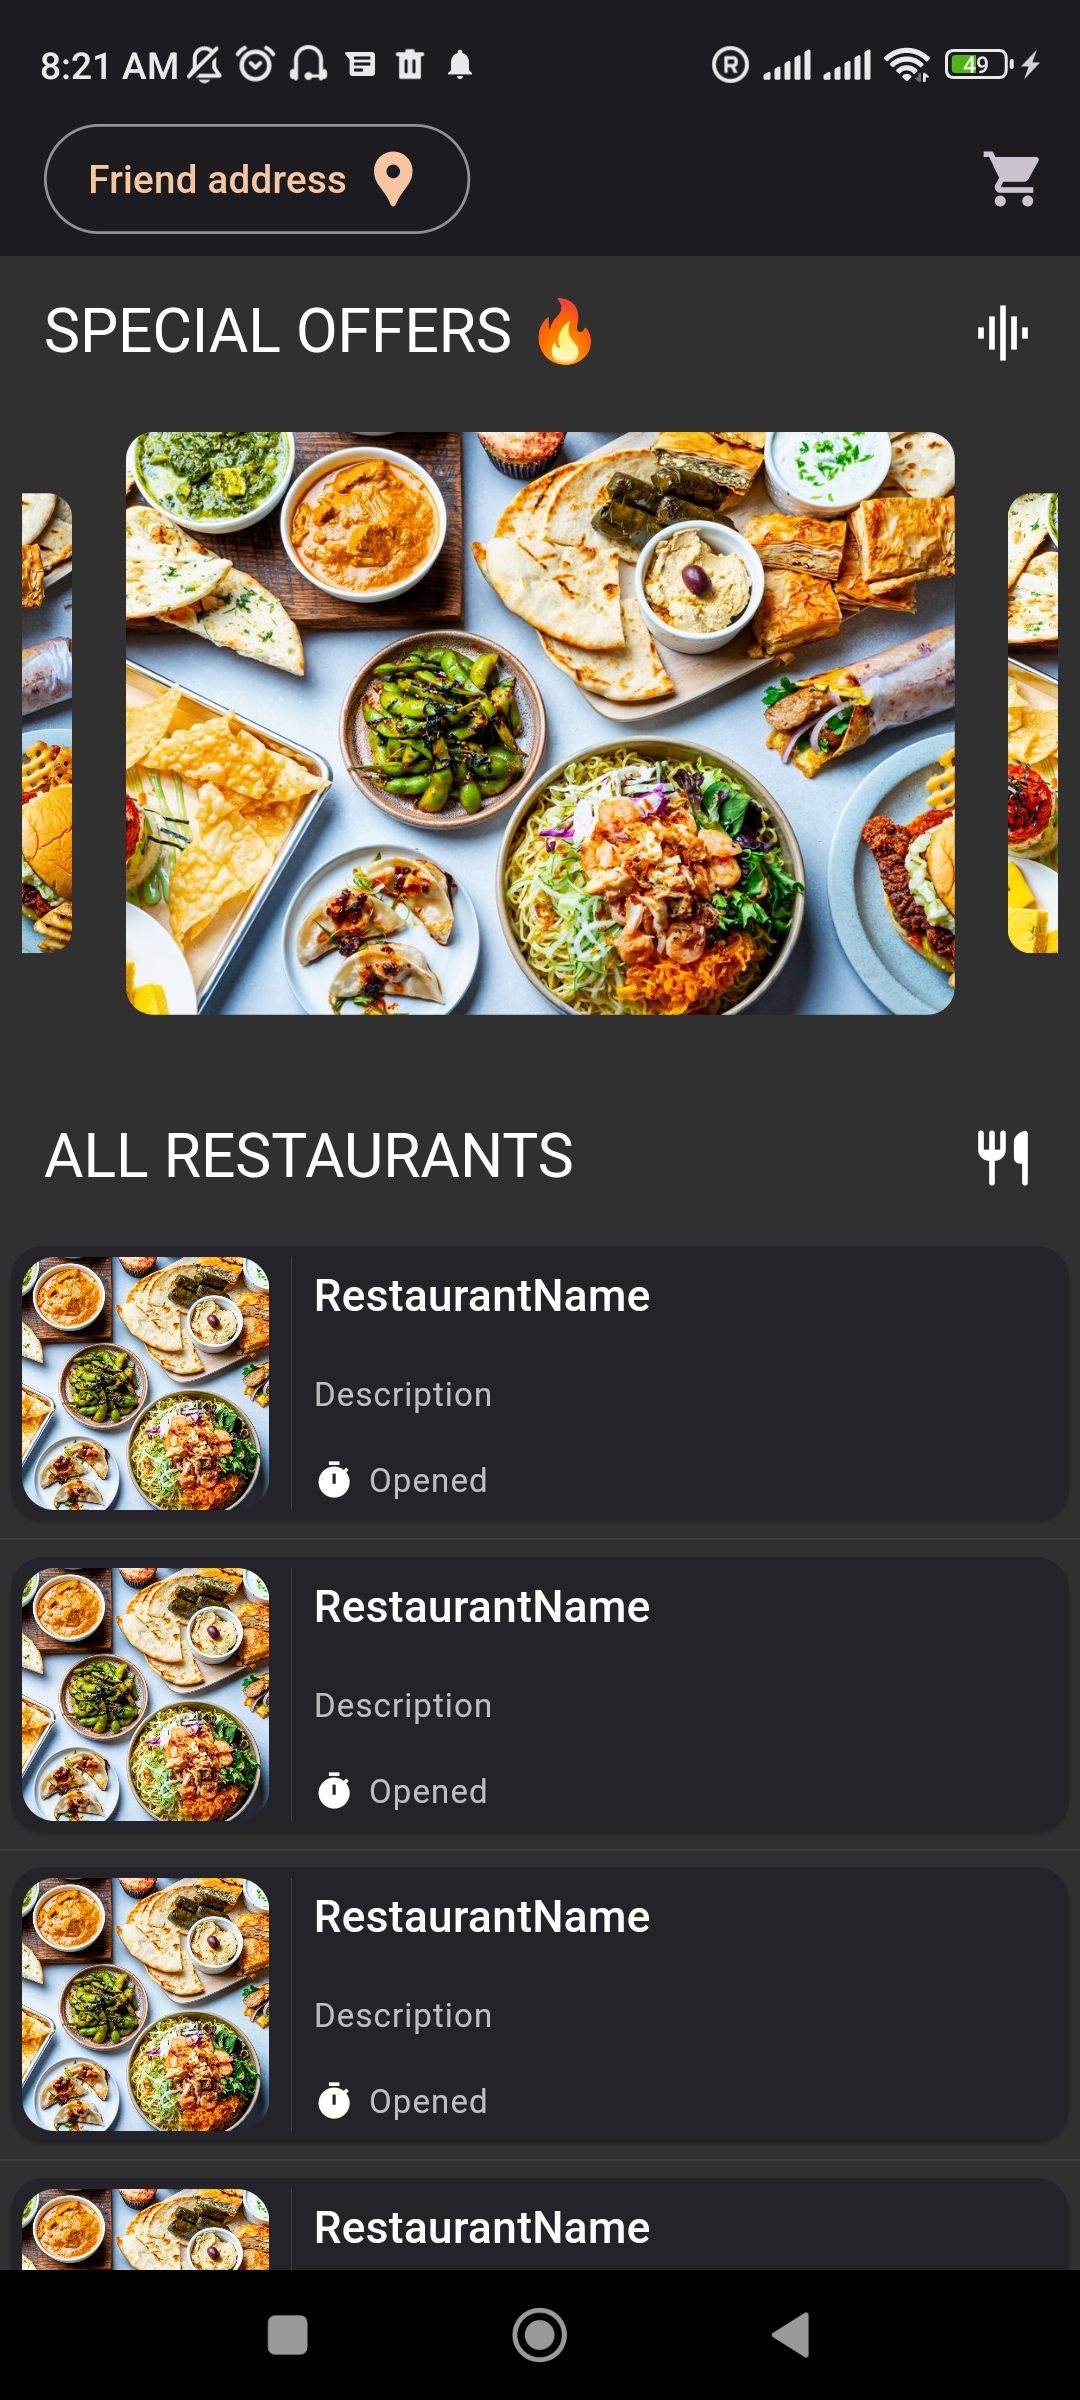 8:21 AM
R
49
Friend address
SPECIAL OFFERS 🔥
ALL RESTAURANTS
RestaurantName
Description
Opened
RestaurantName
Description
Opened
RestaurantName
Description
Opened
RestaurantName